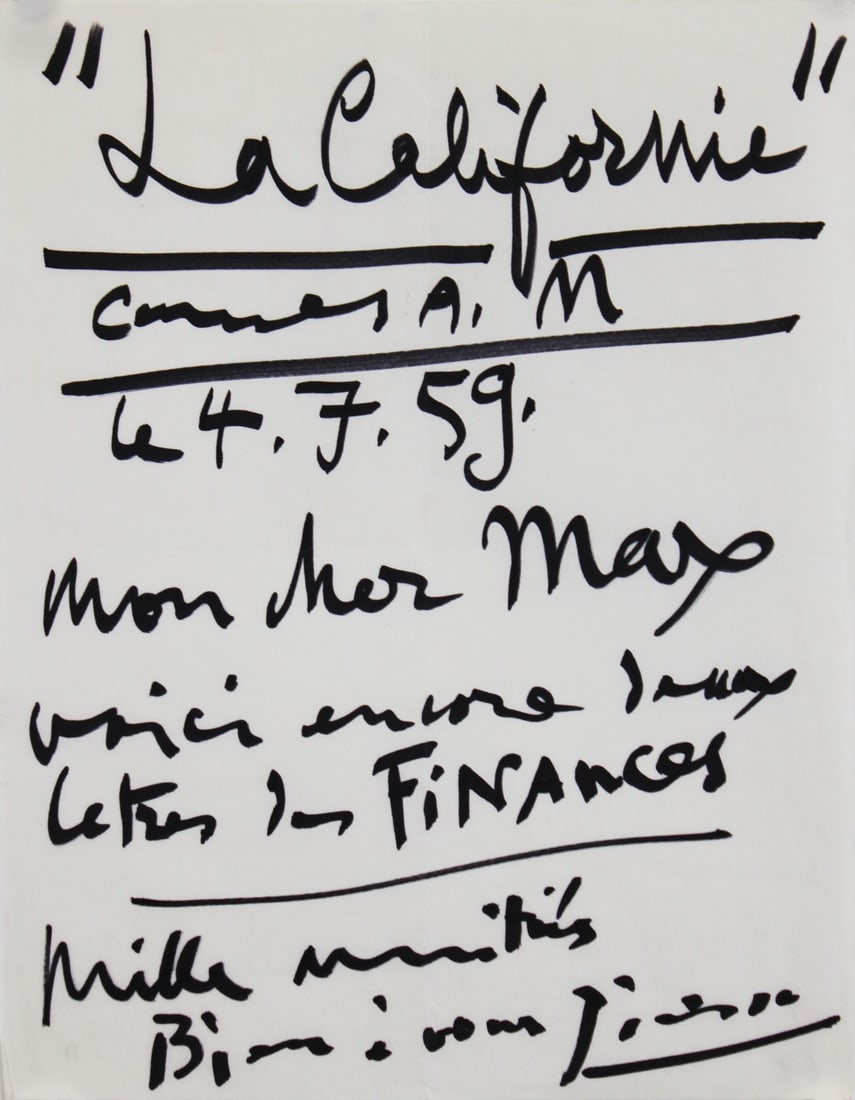 "La Californie"
Cannes A. M
le 4. 7. 59.
mon cher Max
voici encore deux
letres des FiNANces
Mille amitiés
Bien à vous Picasso